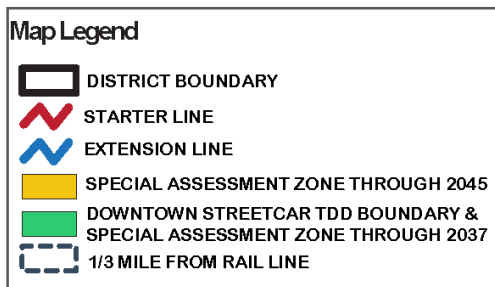 Map Legend
DISTRICT BOUNDARY
STARTER LINE
EXTENSION LINE
SPECIAL ASSESSMENT ZONE THROUGH 2045
DOWNTOWN STREETCAR TDD BOUNDARY &
SPECIAL ASSESSMENT ZONE THROUGH 2037
1/3 MILE FROM RAIL LINE